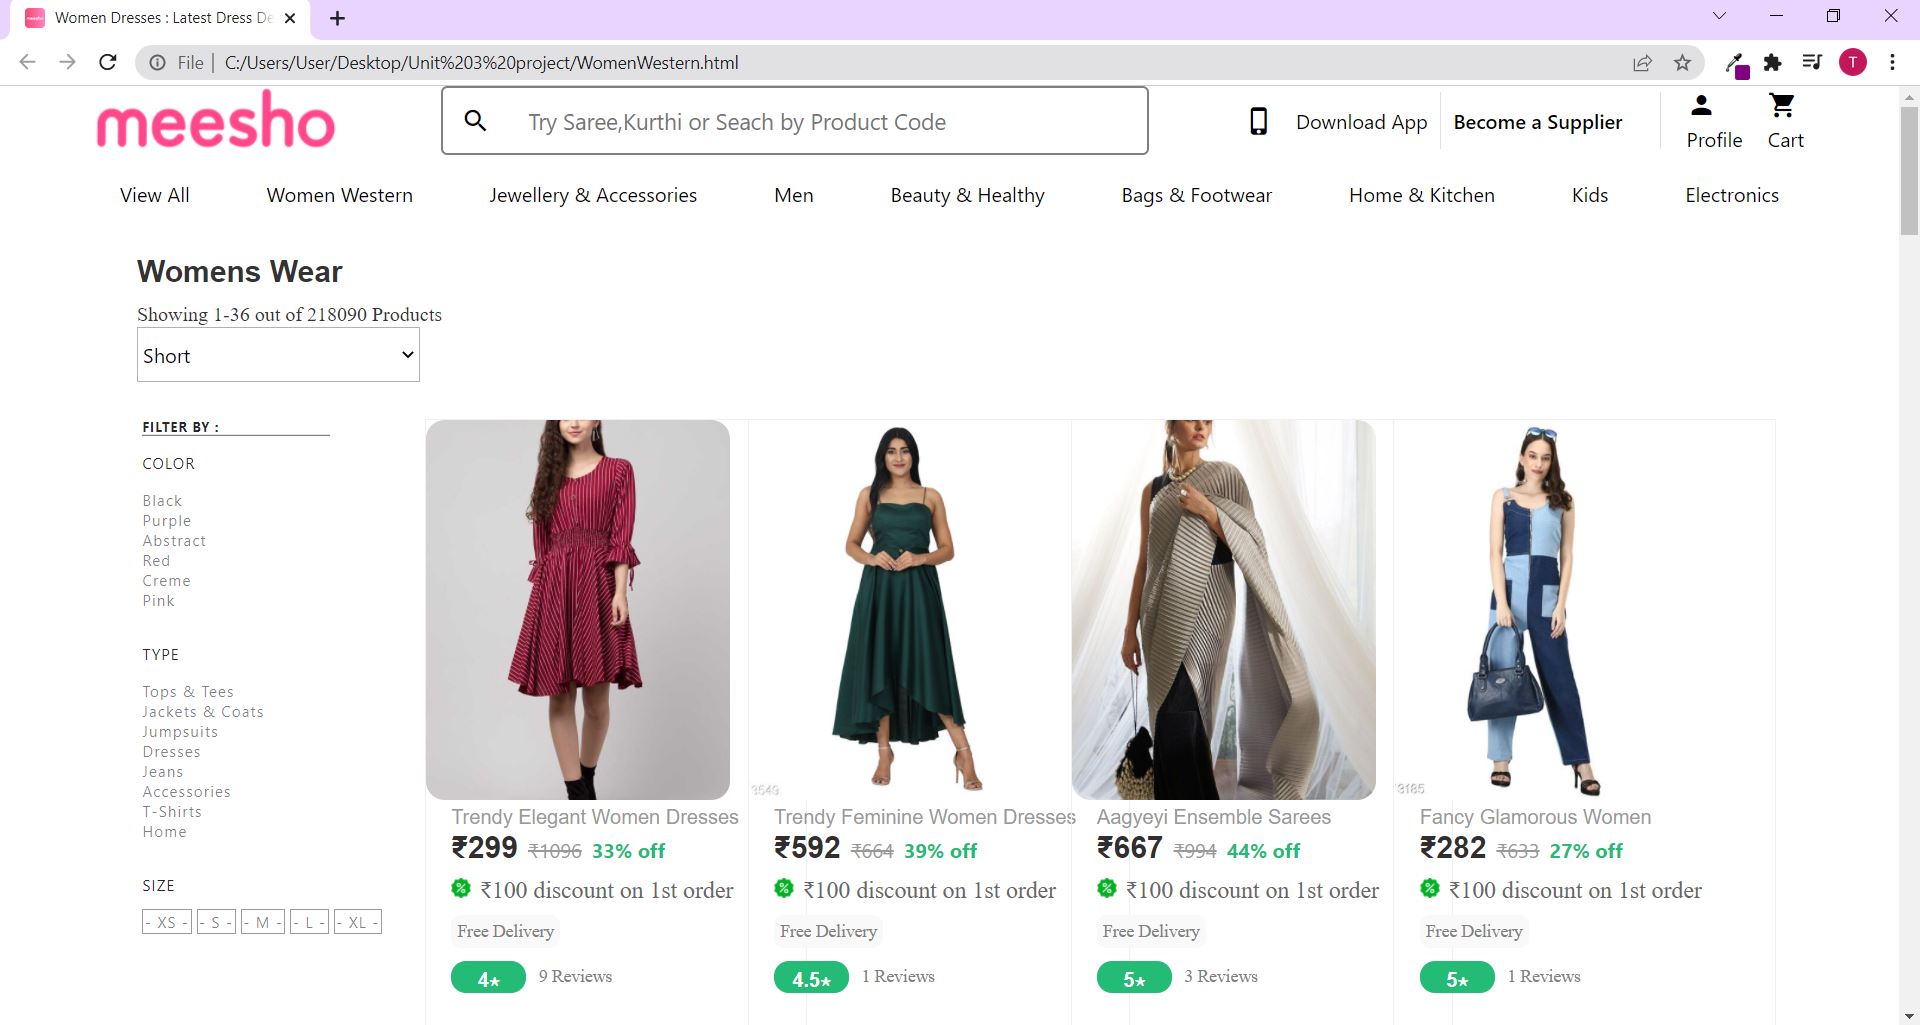 Women Dresses : Latest Dress De
File
C:/Users/User/Desktop/Unit%203%20project/WomenWestern.html
T
meesho
Try Saree,Kurthi or Seach by Product Code
Download App
Become a Supplier
Profile
Cart
View All
Women Western
Jewellery & Accessories
Men
Beauty & Healthy
Bags & Footwear
Home & Kitchen
Kids
Electronics
Womens Wear
Showing 1-36 out of 218090 Products
Short
FILTER BY :
COLOR
Black
Purple
Abstract
Red
Creme
Pink
TYPE
Tops & Tees
Jackets & Coats
Jumpsuits
Dresses
Jeans
Accessories
T-Shirts
Home
SIZE
- XS - - S - - M - - L - - XL -
Trendy Elegant Women Dresses
₹299 ₹1096 33% off
₹100 discount on 1st order
Free Delivery
4★ 9 Reviews
3549
Trendy Feminine Women Dresses
₹592 ₹664 39% off
₹100 discount on 1st order
Free Delivery
4.5★ 1 Reviews
Aagyeyi Ensemble Sarees
₹667 ₹994 44% off
₹100 discount on 1st order
Free Delivery
5★ 3 Reviews
3185
Fancy Glamorous Women
₹282 ₹633 27% off
₹100 discount on 1st order
Free Delivery
5★ 1 Reviews